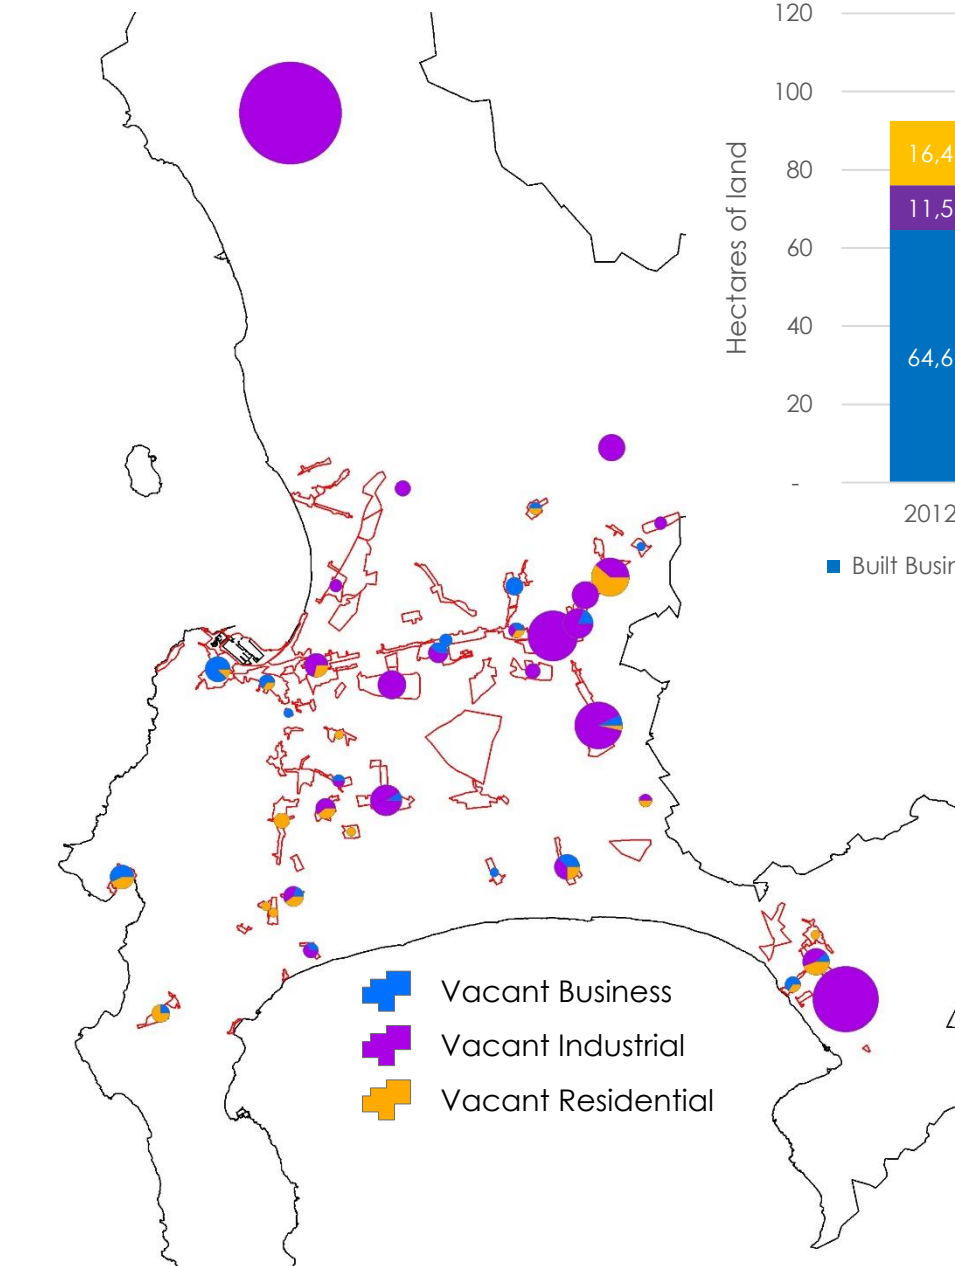 120
100
80
60
40
20
-
Hectares of land
16,4
11,5
64,6
2012
Built Busin
Vacant Business
Vacant Industrial
Vacant Residential